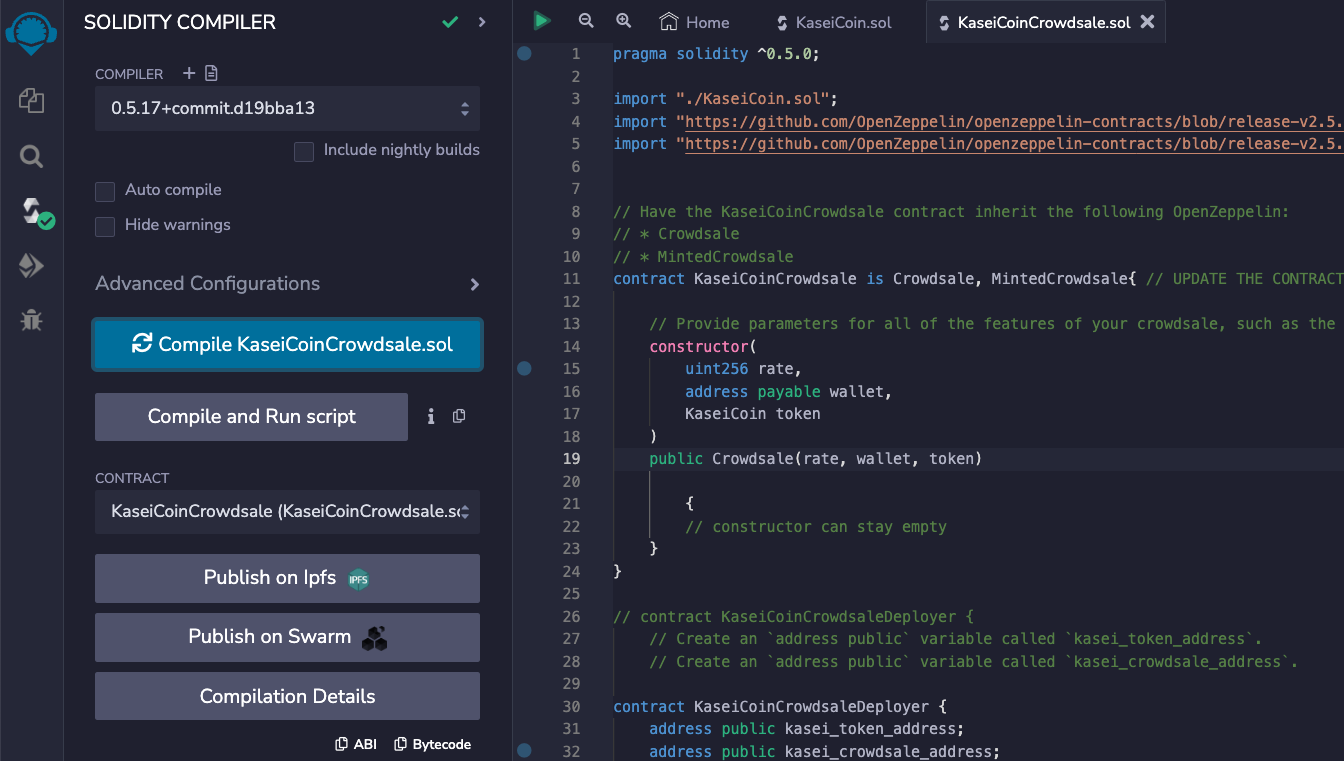 SOLIDITY COMPILER
COMPILER
0.5.17+commit.d19bba13
Include nightly builds
Auto compile
Hide warnings
Advanced Configurations
Compile KaseiCoinCrowdsale.sol
Compile and Run script
CONTRACT
KaseiCoinCrowdsale (KaseiCoinCrowdsale.so
Publish on Ipfs IPFS
Publish on Swarm
Compilation Details
ABI Bytecode
Home KaseiCoin.sol KaseiCoinCrowdsale.sol
1 pragma solidity ^0.5.0;
2
3 import "./KaseiCoin.sol";
4 import "https://github.com/OpenZeppelin/openzeppelin-contracts/blob/release-v2.5.
5 import "https://github.com/OpenZeppelin/openzeppelin-contracts/blob/release-v2.5.
6
7
8 // Have the KaseiCoinCrowdsale contract inherit the following OpenZeppelin:
9 // * Crowdsale
10 // * MintedCrowdsale
11 contract KaseiCoinCrowdsale is Crowdsale, MintedCrowdsale{ // UPDATE THE CONTRACT
12
13 // Provide parameters for all of the features of your crowdsale, such as the
14 constructor(
15 uint256 rate,
16 address payable wallet,
17 KaseiCoin token
18 )
19 public Crowdsale(rate, wallet, token)
20
21 {
22 // constructor can stay empty
23 }
24 }
25
26 // contract KaseiCoinCrowdsaleDeployer {
27 // Create an `address public` variable called `kasei_token_address`.
28 // Create an `address public` variable called `kasei_crowdsale_address`.
29
30 contract KaseiCoinCrowdsaleDeployer {
31 address public kasei_token_address;
32 address public kasei_crowdsale_address;